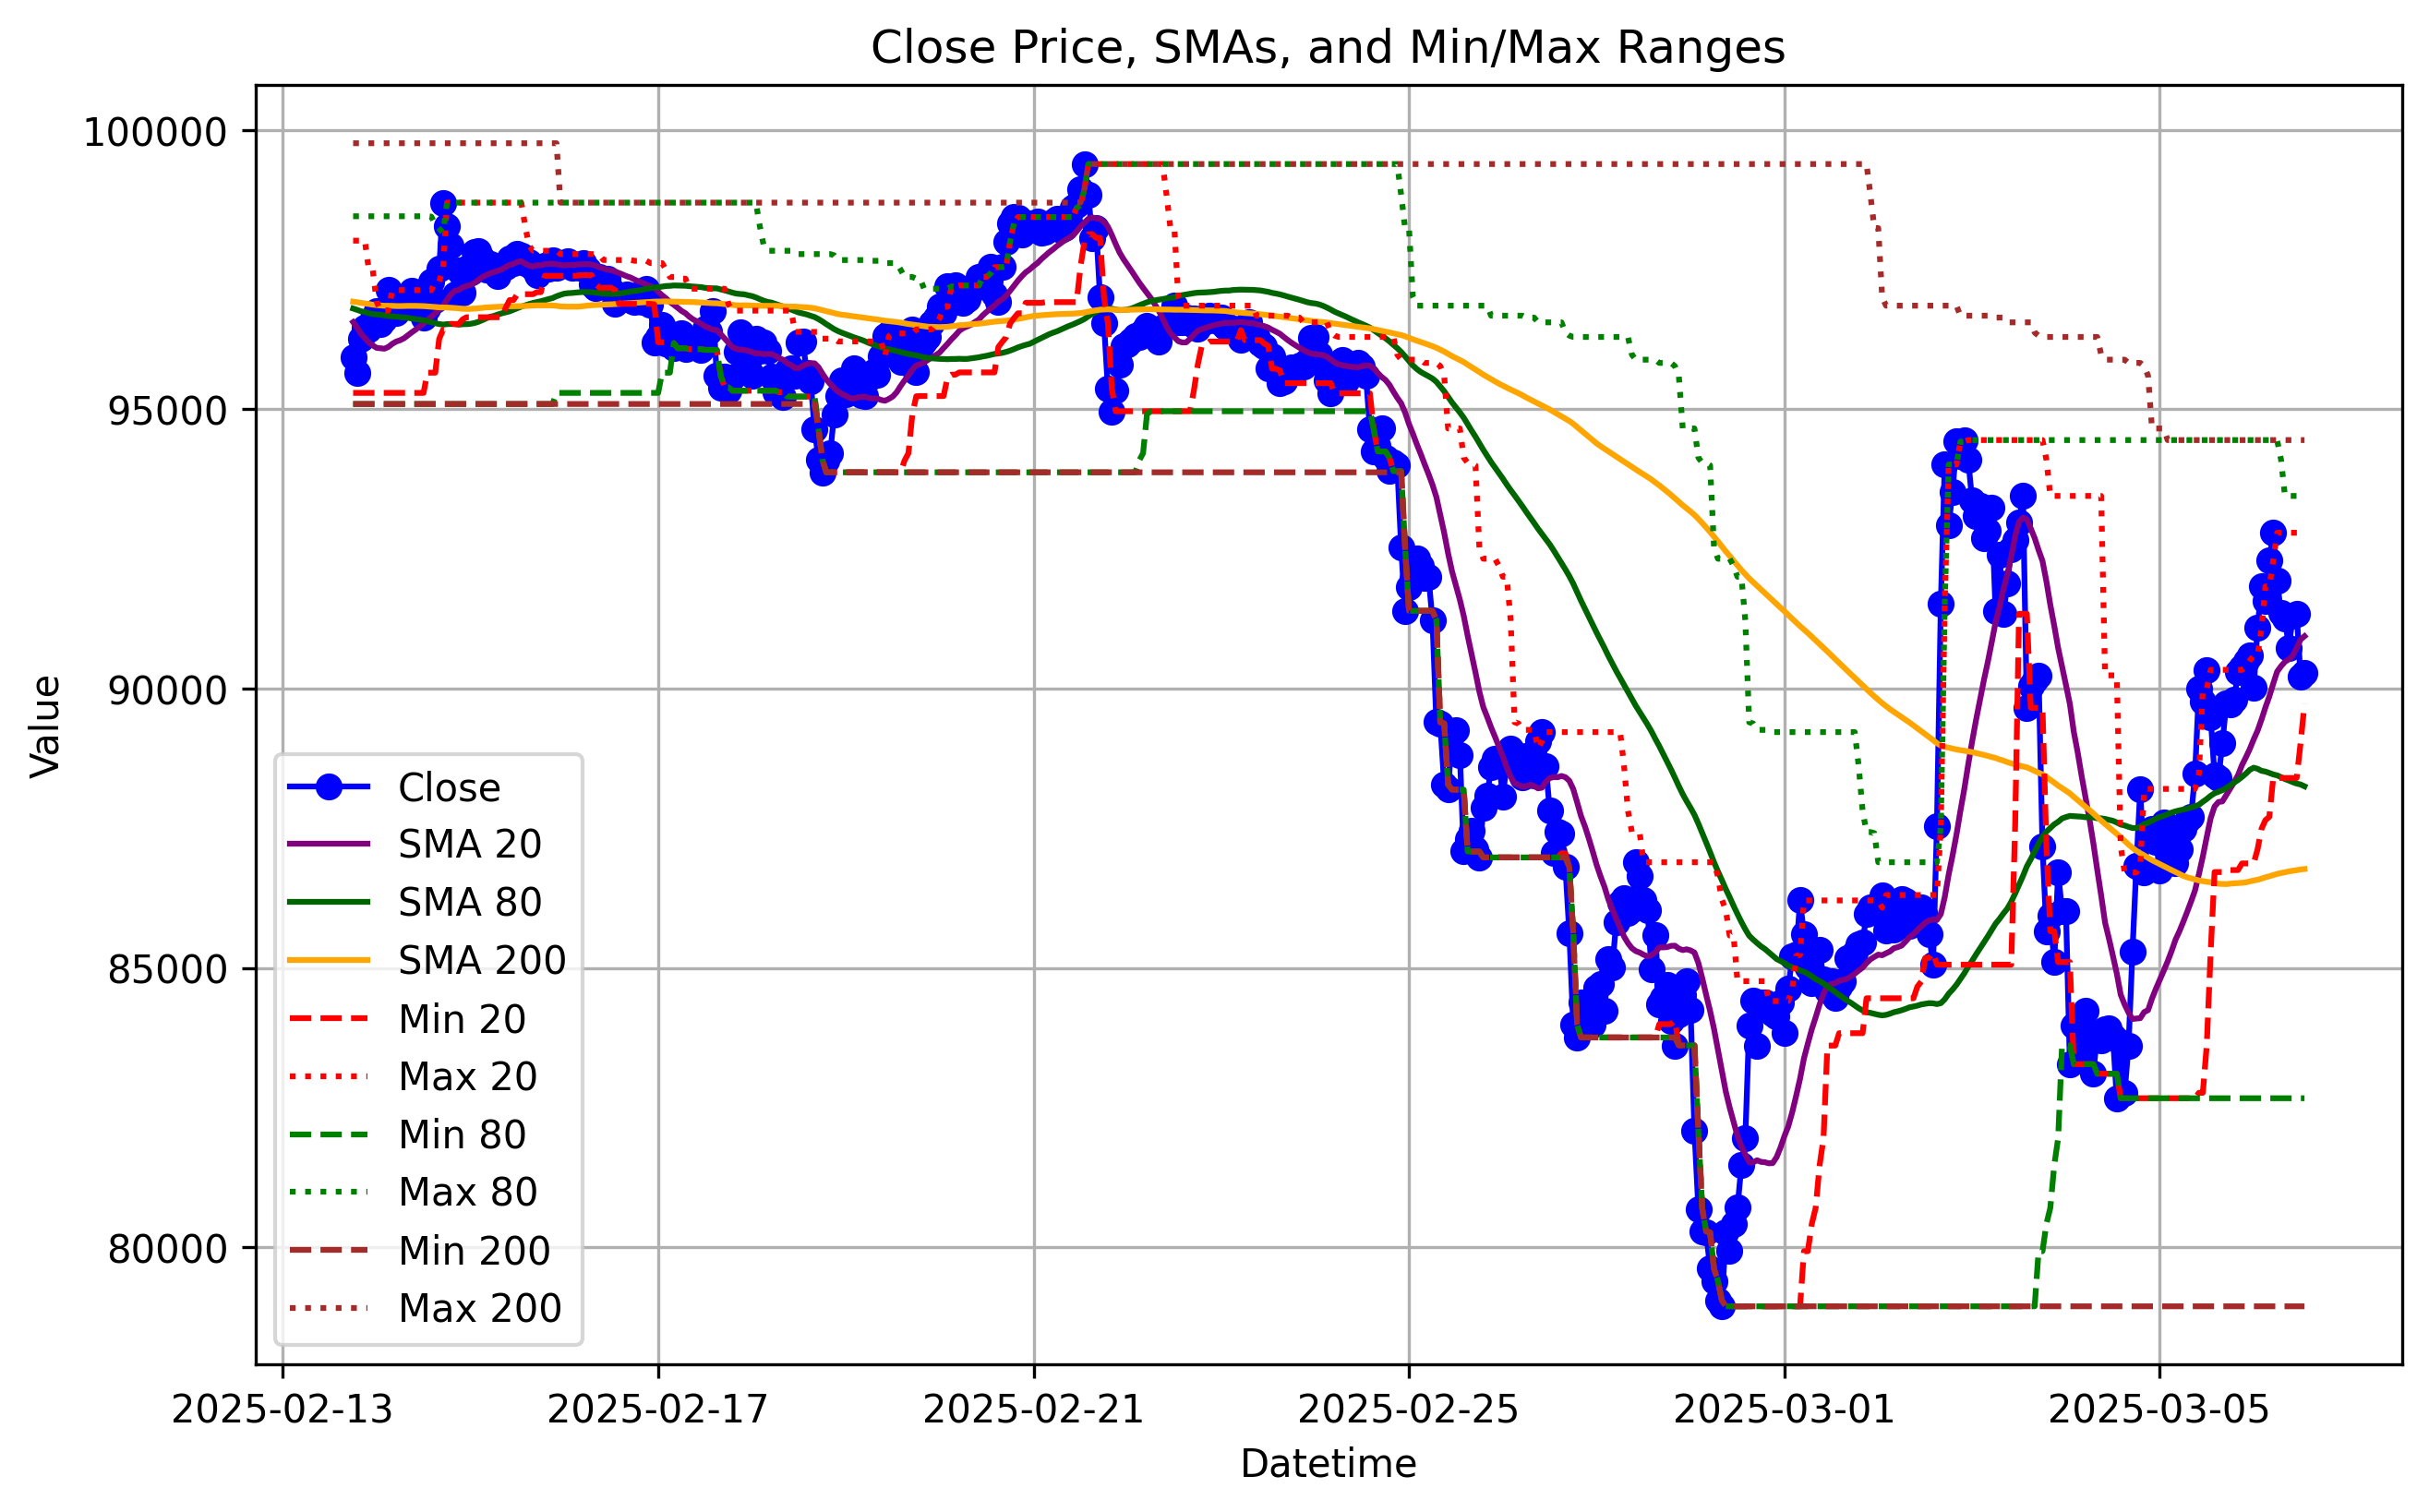 Close Price, SMAs, and Min/Max Ranges
100000
95000
90000
85000
80000
Value
Close
SMA 20
SMA 80
SMA 200
Min 20
Max 20
Min 80
Max 80
Min 200
Max 200
2025-02-13 2025-02-17 2025-02-21 2025-02-25 2025-03-01 2025-03-05
Datetime